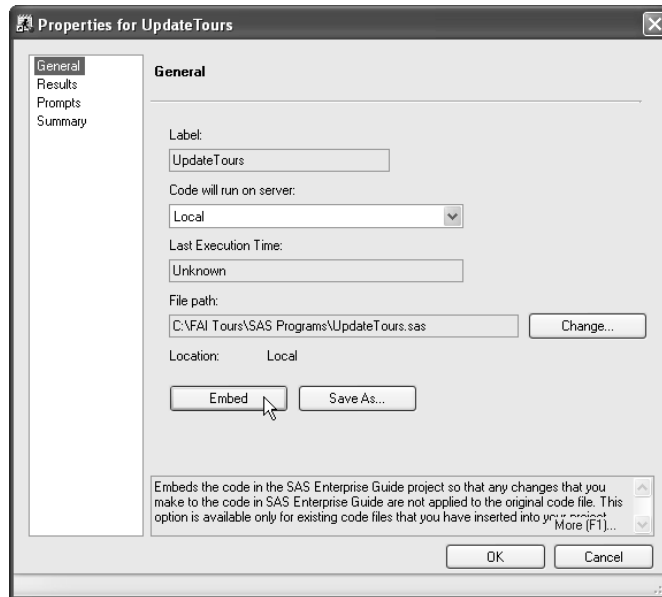 Properties for UpdateTours
General
Results
Prompts
Summary
General
Label:
UpdateTours
Code will run on server:
Local
Last Execution Time:
Unknown
File path:
C:\FAI Tours\SAS Programs\UpdateTours.sas
Change...
Location: Local
Embed
Save As...
Embeds the code in the SAS Enterprise Guide project so that any changes that you
make to the code in SAS Enterprise Guide are not applied to the original code file. This
option is available only for existing code files that you have inserted into your project
More (F1)...
OK
Cancel